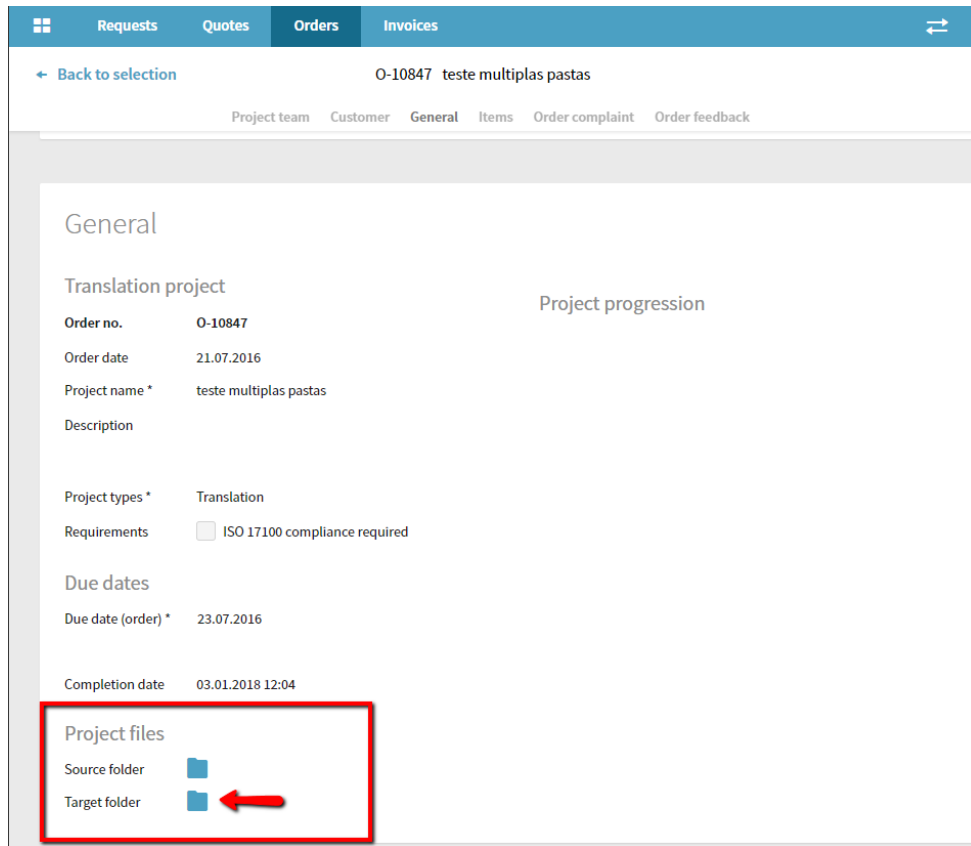 Requests Quotes Orders Invoices
Back to selection O-10847 teste multiplas pastas
Project team Customer General Items Order complaint Order feedback
General
Translation project
Project progression
Order no. O-10847
Order date 21.07.2016
Project name * teste multiplas pastas
Description
Project types * Translation
Requirements ISO 17100 compliance required
Due dates
Due date (order) * 23.07.2016
Completion date 03.01.2018 12:04
Project files
Source folder
Target folder